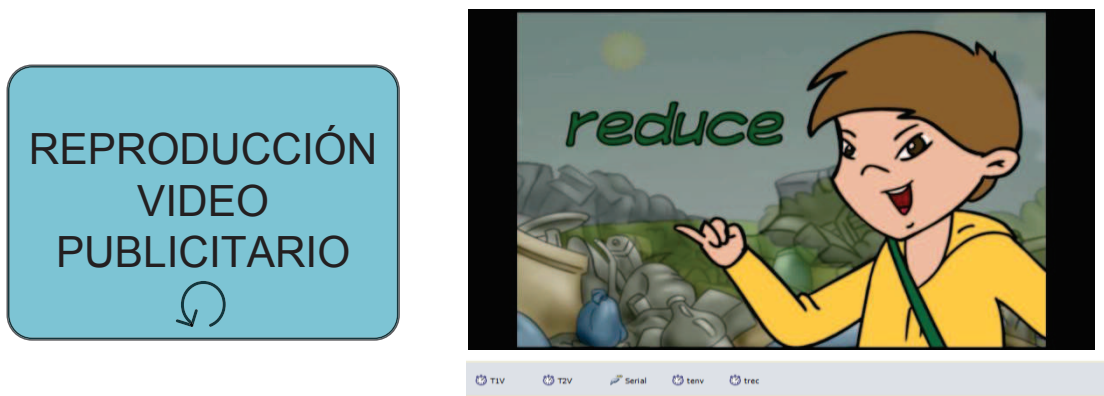 REPRODUCCIÓN
VIDEO
PUBLICITARIO
reduce
T1V T2V Serial tenv trec